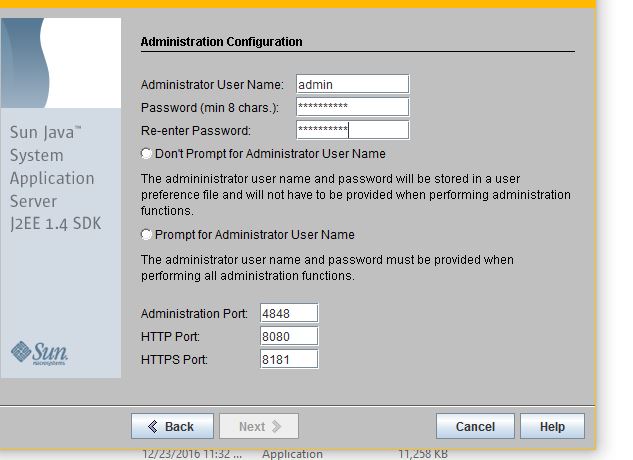 Administration Configuration
Administrator User Name: admin
Password (min 8 chars.): **********
Re-enter Password: **********
Don't Prompt for Administrator User Name
The admininistrator user name and password will be stored in a user
preference file and will not have to be provided when performing administration
functions.
Prompt for Administrator User Name
The administrator user name and password must be provided when
performing all administration functions.
Administration Port: 4848
HTTP Port: 8080
HTTPS Port: 8181
Sun Java™
System
Application
Server
J2EE 1.4 SDK
Sun
microsystems
Back Next Cancel Help
12/23/2016 11:32 ... Application 11,258 KB